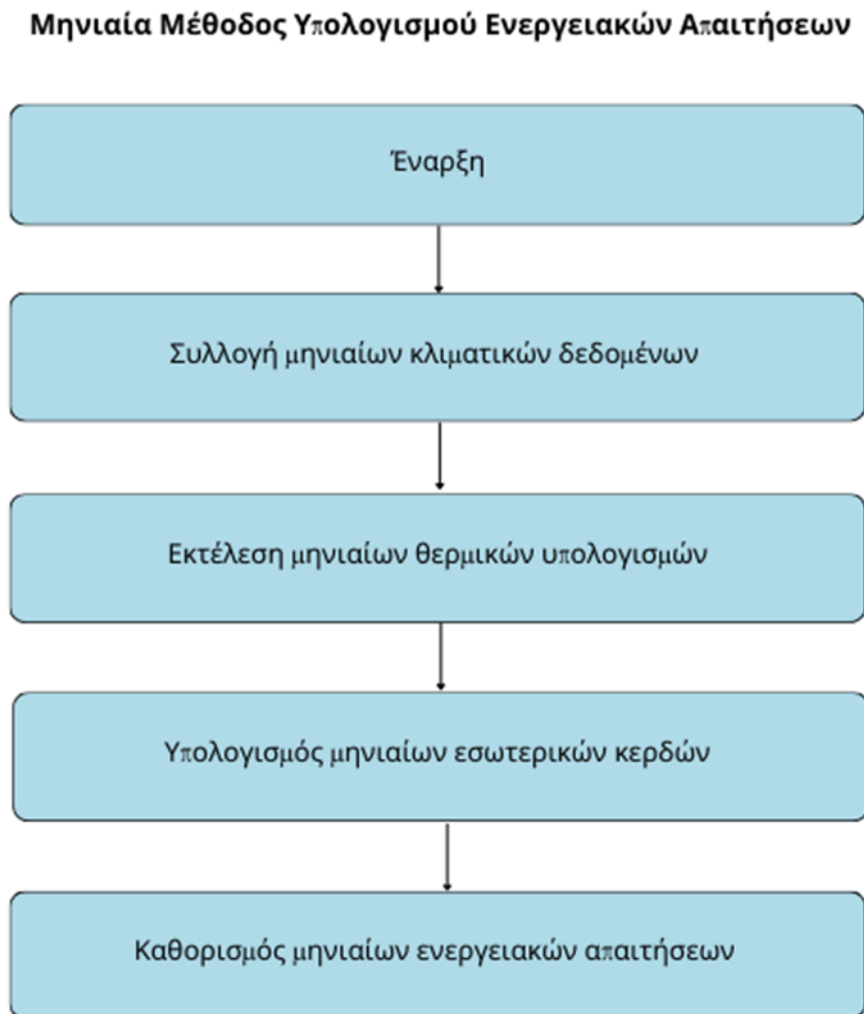 Μηνιαία Μέθοδος Υπολογισμού Ενεργειακών Απαιτήσεων
Έναρξη
Συλλογή μηνιαίων κλιματικών δεδομένων
Εκτέλεση μηνιαίων θερμικών υπολογισμών
Υπολογισμός μηνιαίων εσωτερικών κερδών
Καθορισμός μηνιαίων ενεργειακών απαιτήσεων